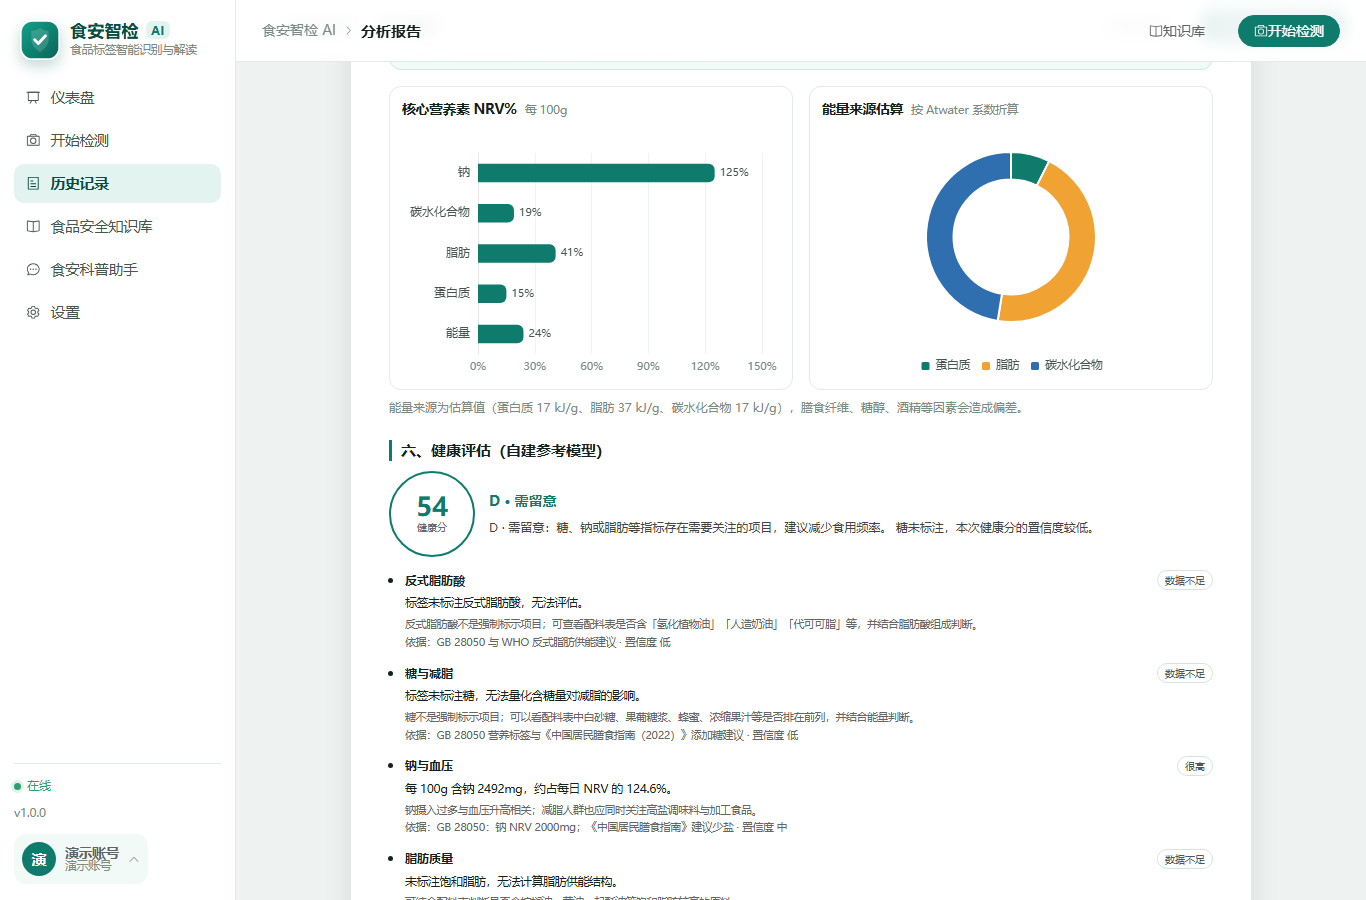 食安智检 AI
食品标签智能识别与解读
仪表盘
开始检测
历史记录
食品安全知识库
食安科普助手
设置
在线
v1.0.0
演
演示账号
演示账号
食安智检 AI > 分析报告
知识库
开始检测
核心营养素 NRV% 每 100g
钠 125%
碳水化合物 19%
脂肪 41%
蛋白质 15%
能量 24%
0% 30% 60% 90% 120% 150%
能量来源估算 按 Atwater 系数折算
蛋白质 脂肪 碳水化合物
能量来源为估算值（蛋白质 17 kJ/g、脂肪 37 kJ/g、碳水化合物 17 kJ/g），膳食纤维、糖醇、酒精等因素会造成偏差。
六、健康评估（自建参考模型）
54
健康分
D · 需留意
D · 需留意：糖、钠或脂肪等指标存在需要关注的项目，建议减少食用频率。 糖未标注，本次健康分的置信度较低。
反式脂肪酸 数据不足
标签未标注反式脂肪酸，无法评估。
反式脂肪酸不是强制标示项目；可查看配料表是否含「氢化植物油」「人造奶油」「代可可脂」等，并结合脂肪酸组成判断。
依据：GB 28050 与 WHO 反式脂肪供能建议 · 置信度 低
糖与减脂 数据不足
标签未标注糖，无法量化含糖量对减脂的影响。
糖不是强制标示项目；可以看配料表中白砂糖、果葡糖浆、蜂蜜、浓缩果汁等是否排在前列，并结合能量判断。
依据：GB 28050 营养标签与《中国居民膳食指南（2022）》添加糖建议 · 置信度 低
钠与血压 很高
每 100g 含钠 2492mg，约占每日 NRV 的 124.6%。
钠摄入过多与血压升高相关；减脂人群也应同时关注高盐调味料与加工食品。
依据：GB 28050：钠 NRV 2000mg；《中国居民膳食指南》建议少盐 · 置信度 中
脂肪质量 数据不足
未标注饱和脂肪，无法计算脂肪供能结构。